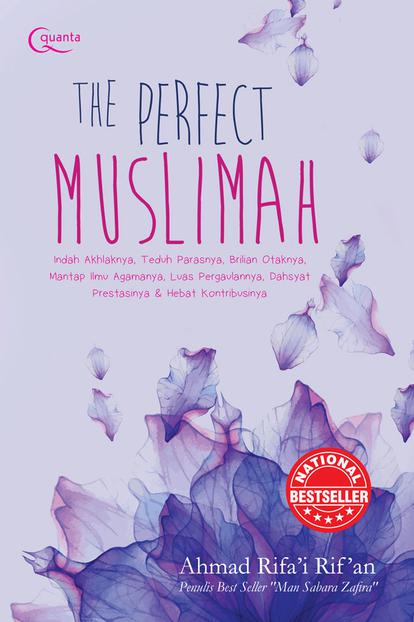 quanta
THE PERFECT
MUSLIMAH
Indah Akhlaknya, Teduh Parasnya, Brilian Otaknya,
Mantap Ilmu Agamanya, Luas Pergaulannya, Dahsyat
Prestasinya & Hebat Kontribusinya
NATIONAL
BESTSELLER
Ahmad Rifa'i Rif'an
Penulis Best Seller "Man Sabara Zafira"